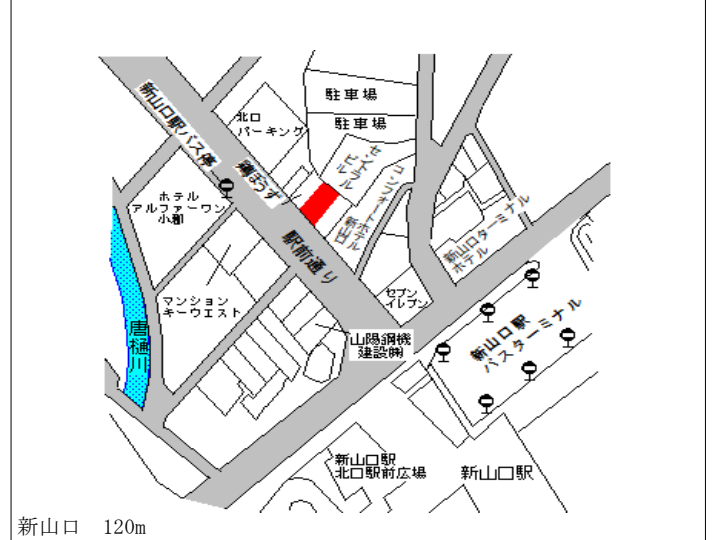 駐車場
北口
パーキング
駐車場
新山口駅バス停
鶏ぼうず
セントラル
ビル
コンフォートホテル
新山口
ホテル
アルファーワン
小郡
駅前通り
新山口ターミナル
ホテル
セブン
イレブン
マンション
キーウエスト
唐樋川
山陽鋼機
建設㈱
新山口駅
バスターミナル
新山口駅
北口駅前広場
新山口駅
新山口 120m